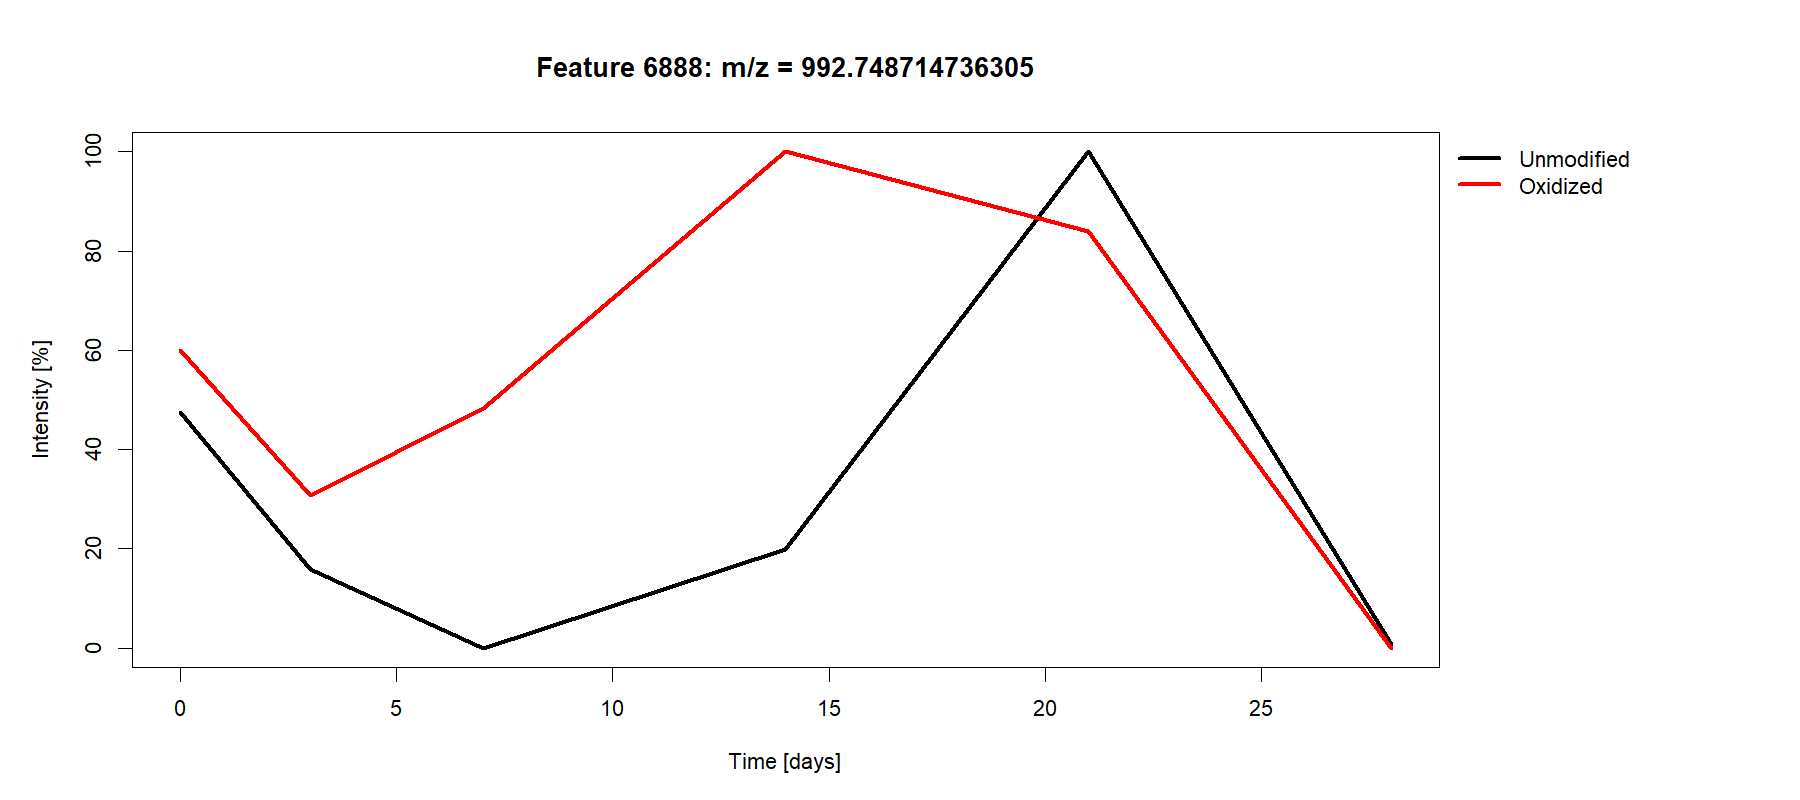 Feature 6888: m/z = 992.748714736305
Unmodified
Oxidized
Intensity [%]
100
80
60
40
20
0
0 5 10 15 20 25
Time [days]